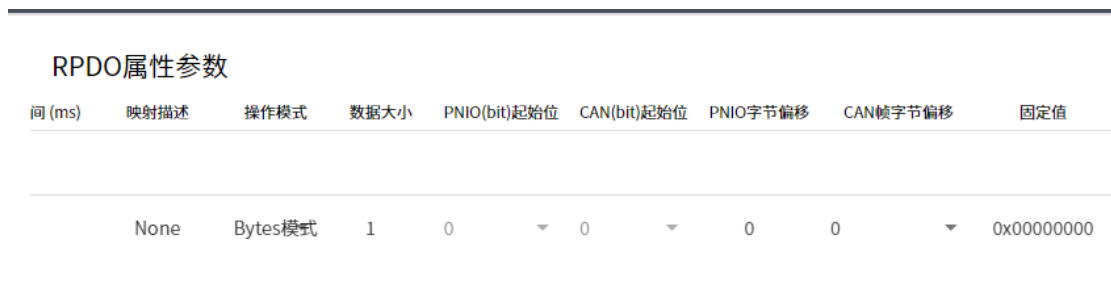 RPDO属性参数
间 (ms) 映射描述 操作模式 数据大小 PNIO(bit)起始位 CAN(bit)起始位 PNIO字节偏移 CAN帧字节偏移 固定值
None Bytes模式 1 0 0 0 0 0x00000000